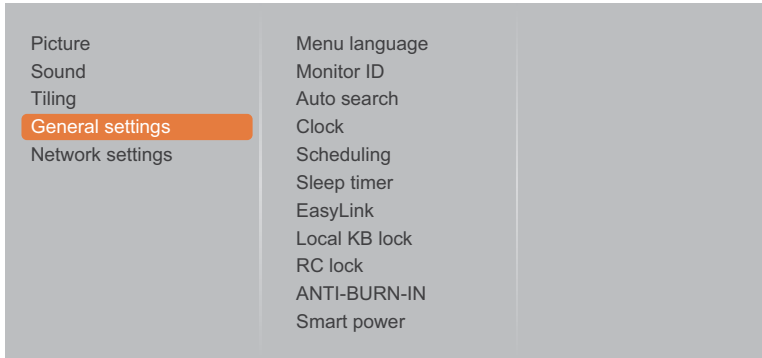 Picture
Sound
Tiling
General settings
Network settings
Menu language
Monitor ID
Auto search
Clock
Scheduling
Sleep timer
EasyLink
Local KB lock
RC lock
ANTI-BURN-IN
Smart power